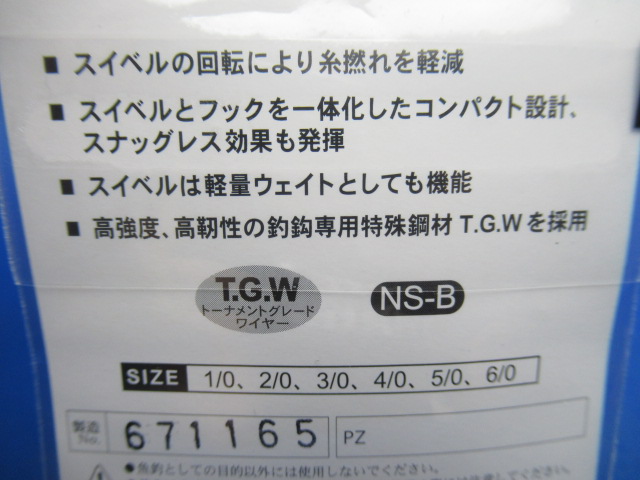 ■ スイベルの回転により糸撚れを軽減
■ スイベルとフックを一体化したコンパクト設計、
スナッグレス効果も発揮
■ スイベルは軽量ウェイトとしても機能
■ 高強度、高靭性の釣鈎専用特殊鋼材 T.G.Wを採用
T.G.W
トーナメントグレード
ワイヤー
NS-B
SIZE 1/0、2/0、3/0、4/0、5/0、6/0
製造
No. 671165 PZ
●魚釣としての目的以外には使用しないでください。